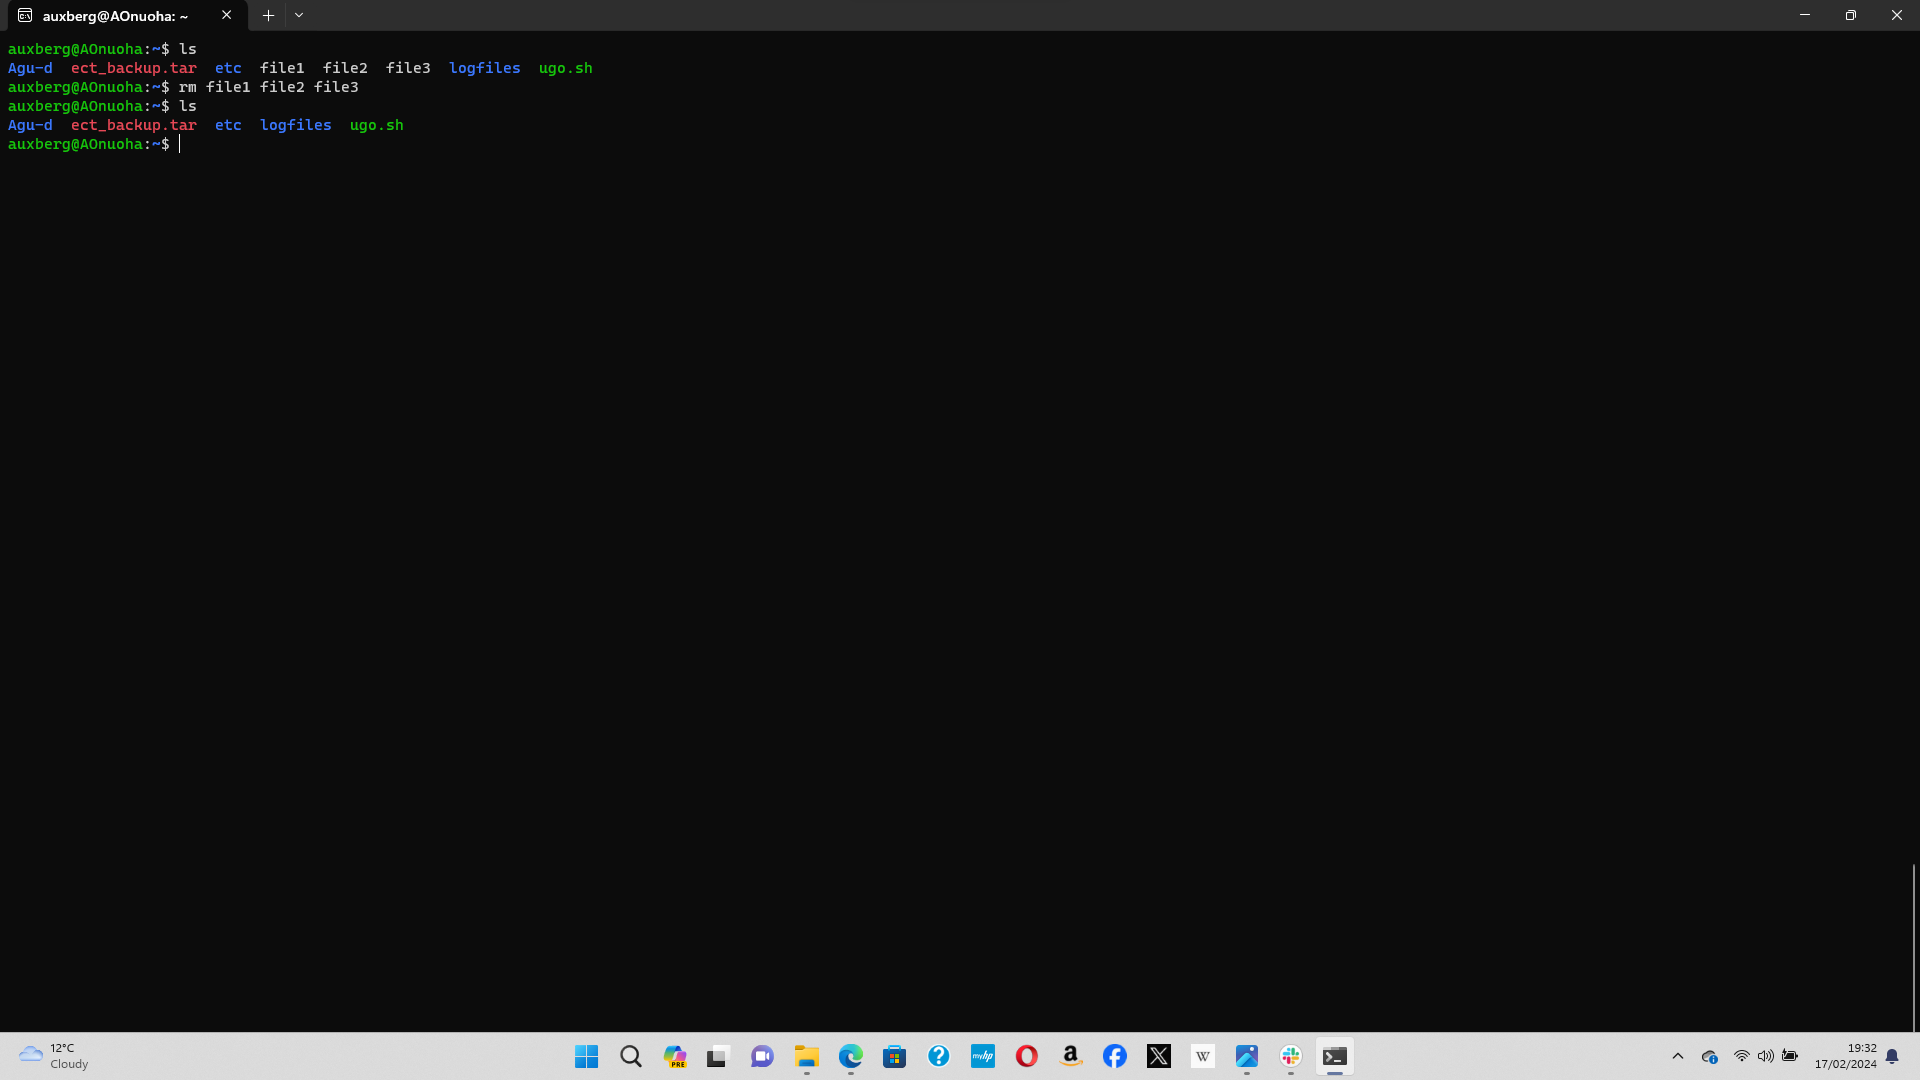 auxberg@AOnuoha: ~
auxberg@AOnuoha:~$ ls
Agu-d  ect_backup.tar  etc  file1  file2  file3  logfiles  ugo.sh
auxberg@AOnuoha:~$ rm file1 file2 file3
auxberg@AOnuoha:~$ ls
Agu-d  ect_backup.tar  etc  logfiles  ugo.sh
auxberg@AOnuoha:~$
12°C
Cloudy
PRE
myhp
a
X
W
19:32
17/02/2024